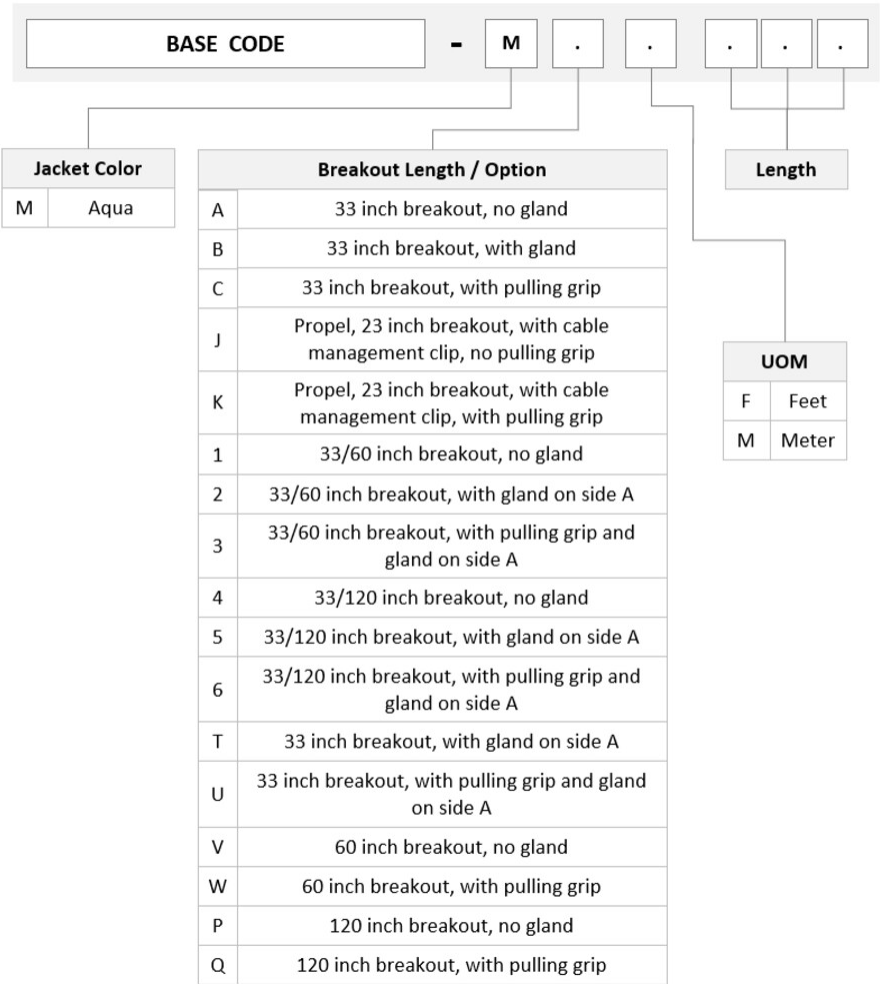 BASE CODE - M . . . . .
Jacket Color
M Aqua
Breakout Length / Option
A 33 inch breakout, no gland
B 33 inch breakout, with gland
C 33 inch breakout, with pulling grip
J Propel, 23 inch breakout, with cable
management clip, no pulling grip
K Propel, 23 inch breakout, with cable
management clip, with pulling grip
1 33/60 inch breakout, no gland
2 33/60 inch breakout, with gland on side A
3 33/60 inch breakout, with pulling grip and
gland on side A
4 33/120 inch breakout, no gland
5 33/120 inch breakout, with gland on side A
6 33/120 inch breakout, with pulling grip and
gland on side A
T 33 inch breakout, with gland on side A
U 33 inch breakout, with pulling grip and gland
on side A
V 60 inch breakout, no gland
W 60 inch breakout, with pulling grip
P 120 inch breakout, no gland
Q 120 inch breakout, with pulling grip
Length
UOM
F Feet
M Meter